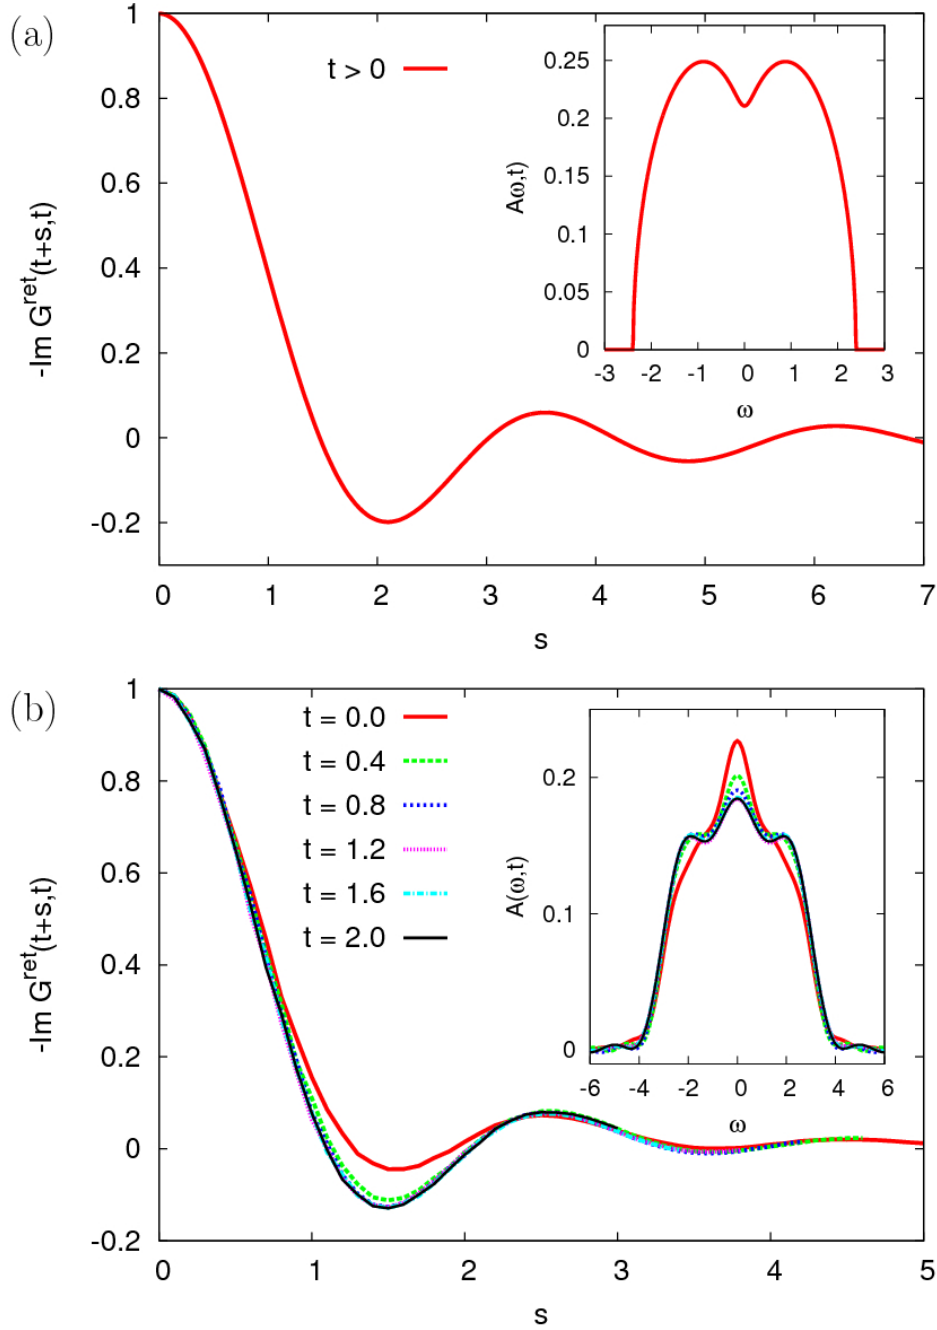 (a)
-Im G^ret(t+s,t)
1
0.8
0.6
0.4
0.2
0
-0.2
0 1 2 3 4 5 6 7
s
t > 0
A(ω,t)
0.25
0.2
0.15
0.1
0.05
0
-3 -2 -1 0 1 2 3
ω
(b)
-Im G^ret(t+s,t)
1
0.8
0.6
0.4
0.2
0
-0.2
0 1 2 3 4 5
s
t = 0.0
t = 0.4
t = 0.8
t = 1.2
t = 1.6
t = 2.0
A(ω,t)
0.2
0.1
0
-6 -4 -2 0 2 4 6
ω